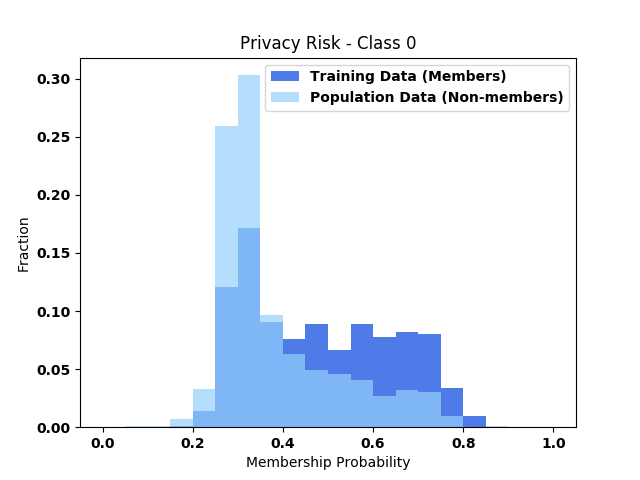 Privacy Risk - Class 0
Training Data (Members)
Population Data (Non-members)
0.30
0.25
0.20
0.15
0.10
0.05
0.00
Fraction
0.0 0.2 0.4 0.6 0.8 1.0
Membership Probability